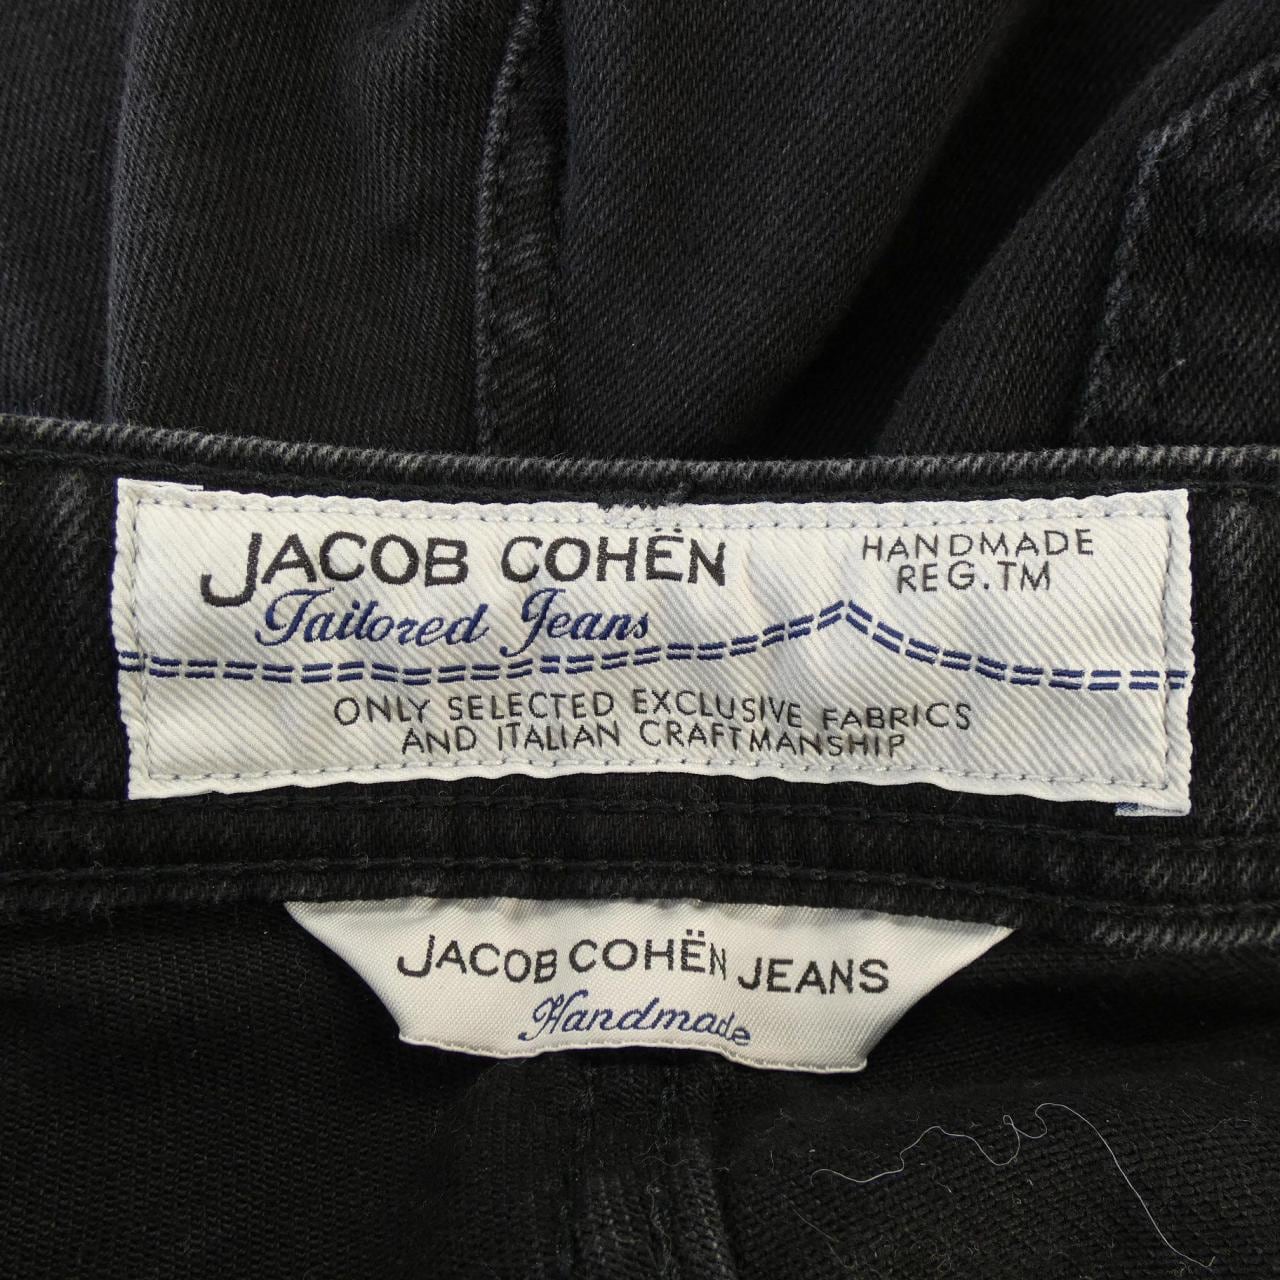 JACOB COHËN
HANDMADE
REG.TM
Tailored Jeans
ONLY SELECTED EXCLUSIVE FABRICS
AND ITALIAN CRAFTMANSHIP
JACOB COHËN JEANS
Handmade